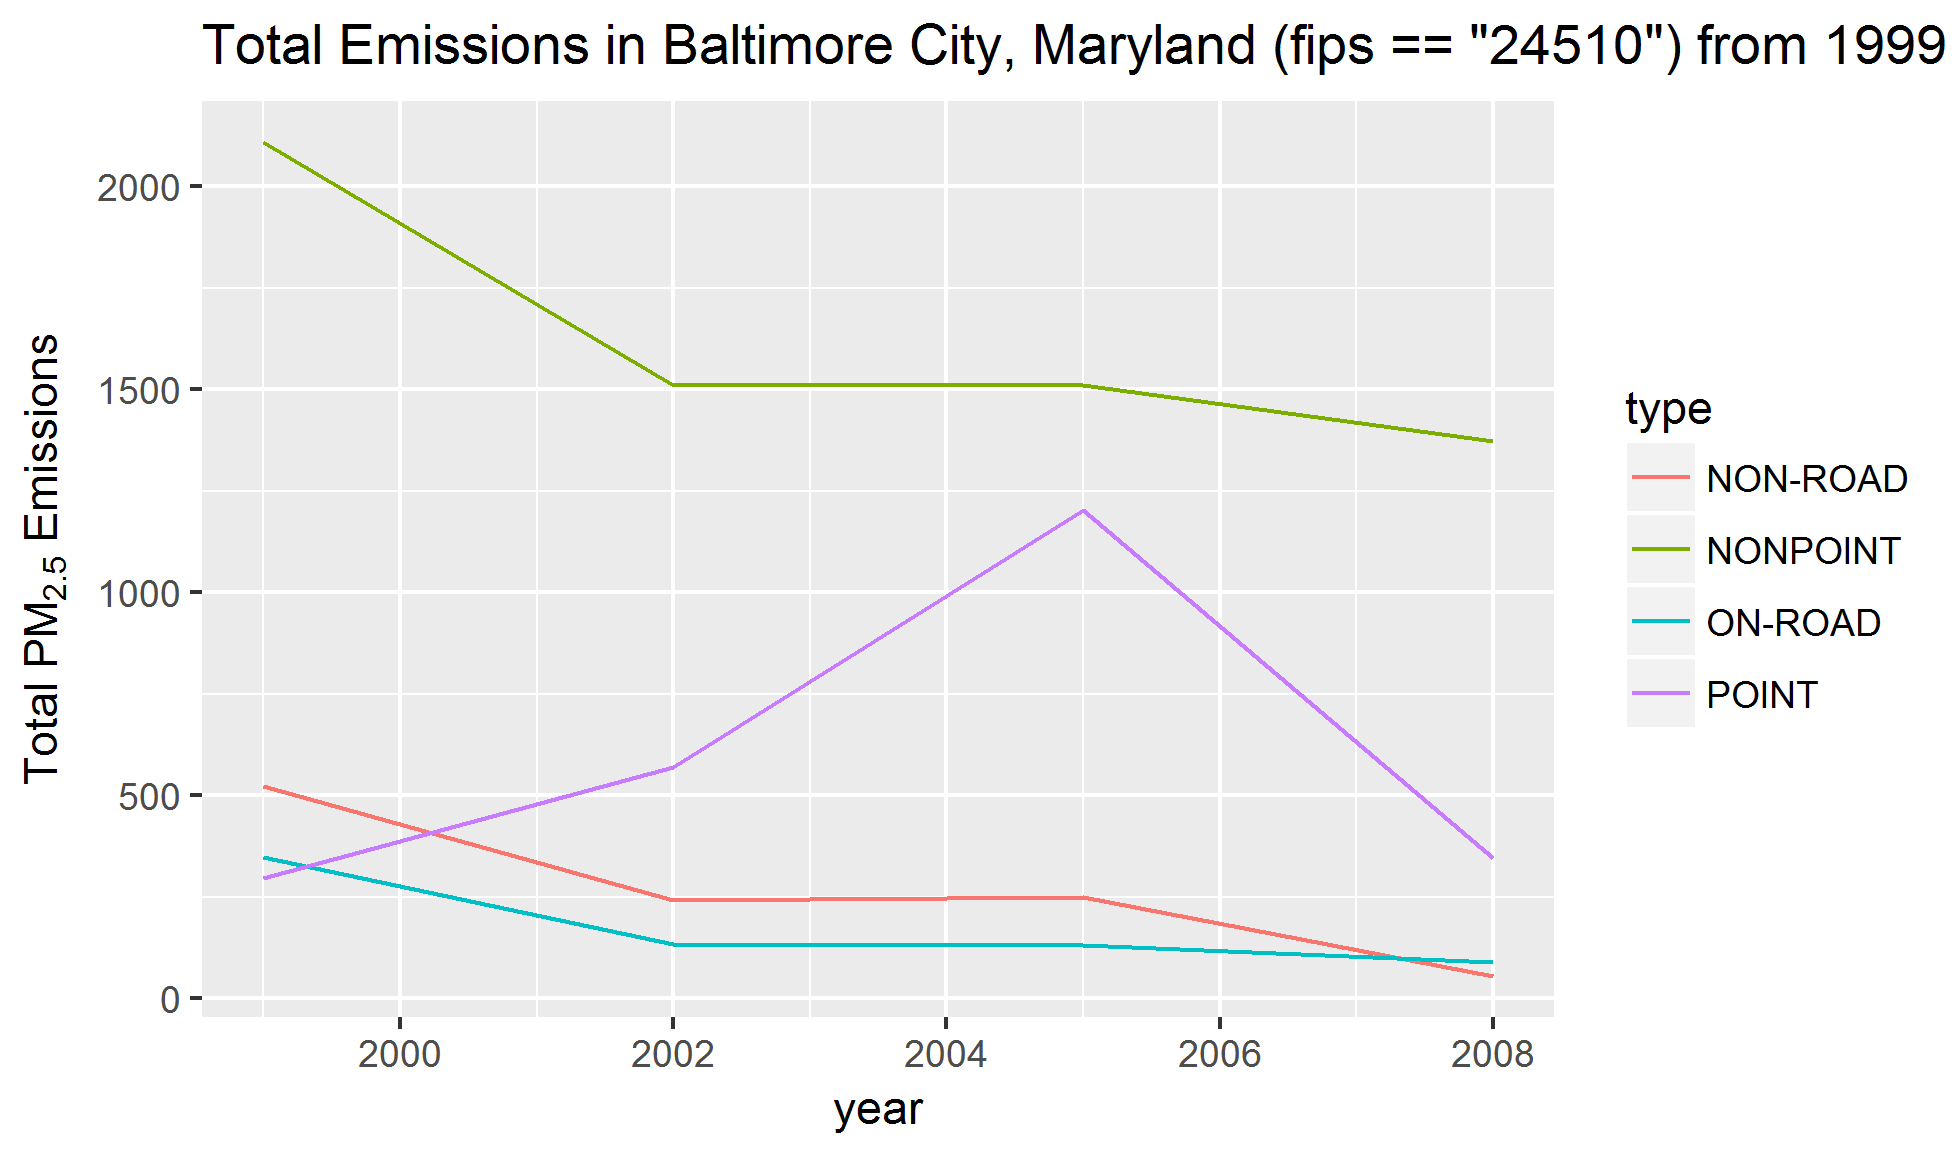 Total Emissions in Baltimore City, Maryland (fips == "24510") from 1999
Total PM2.5 Emissions
2000
1500
1000
500
0
2000 2002 2004 2006 2008
year
type
NON-ROAD
NONPOINT
ON-ROAD
POINT